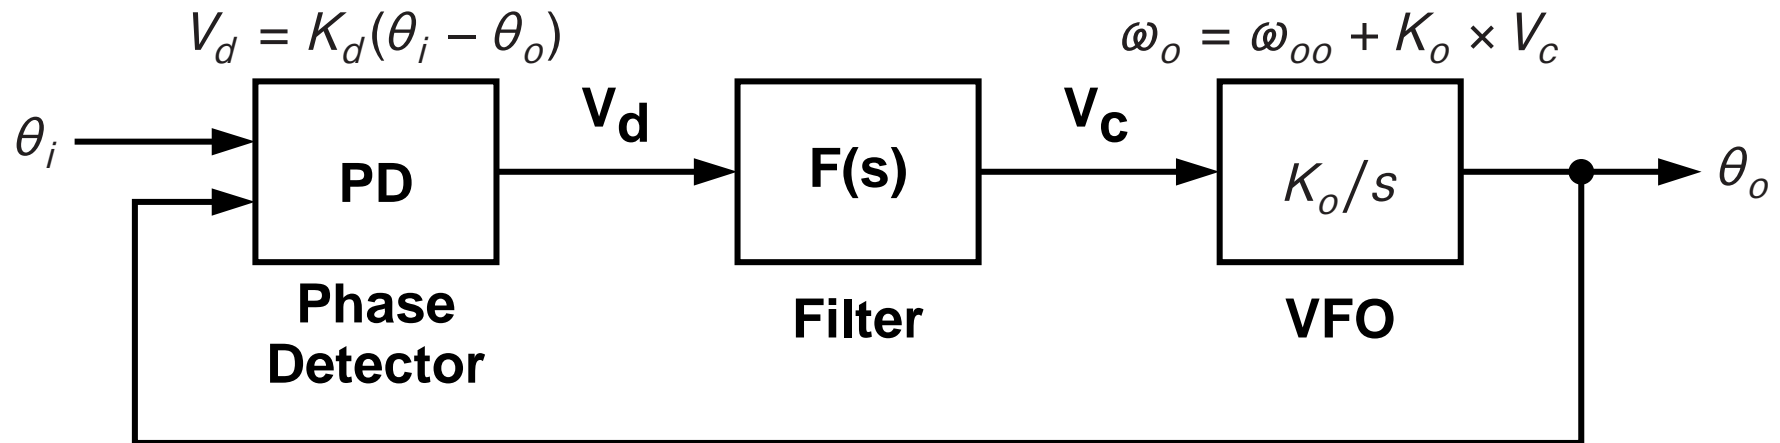 V_d = K_d(θ_i – θ_o)
ω_o = ω_oo + K_o × V_c
θ_i
PD
V_d
F(s)
V_c
K_o/s
θ_o
Phase
Detector
Filter
VFO